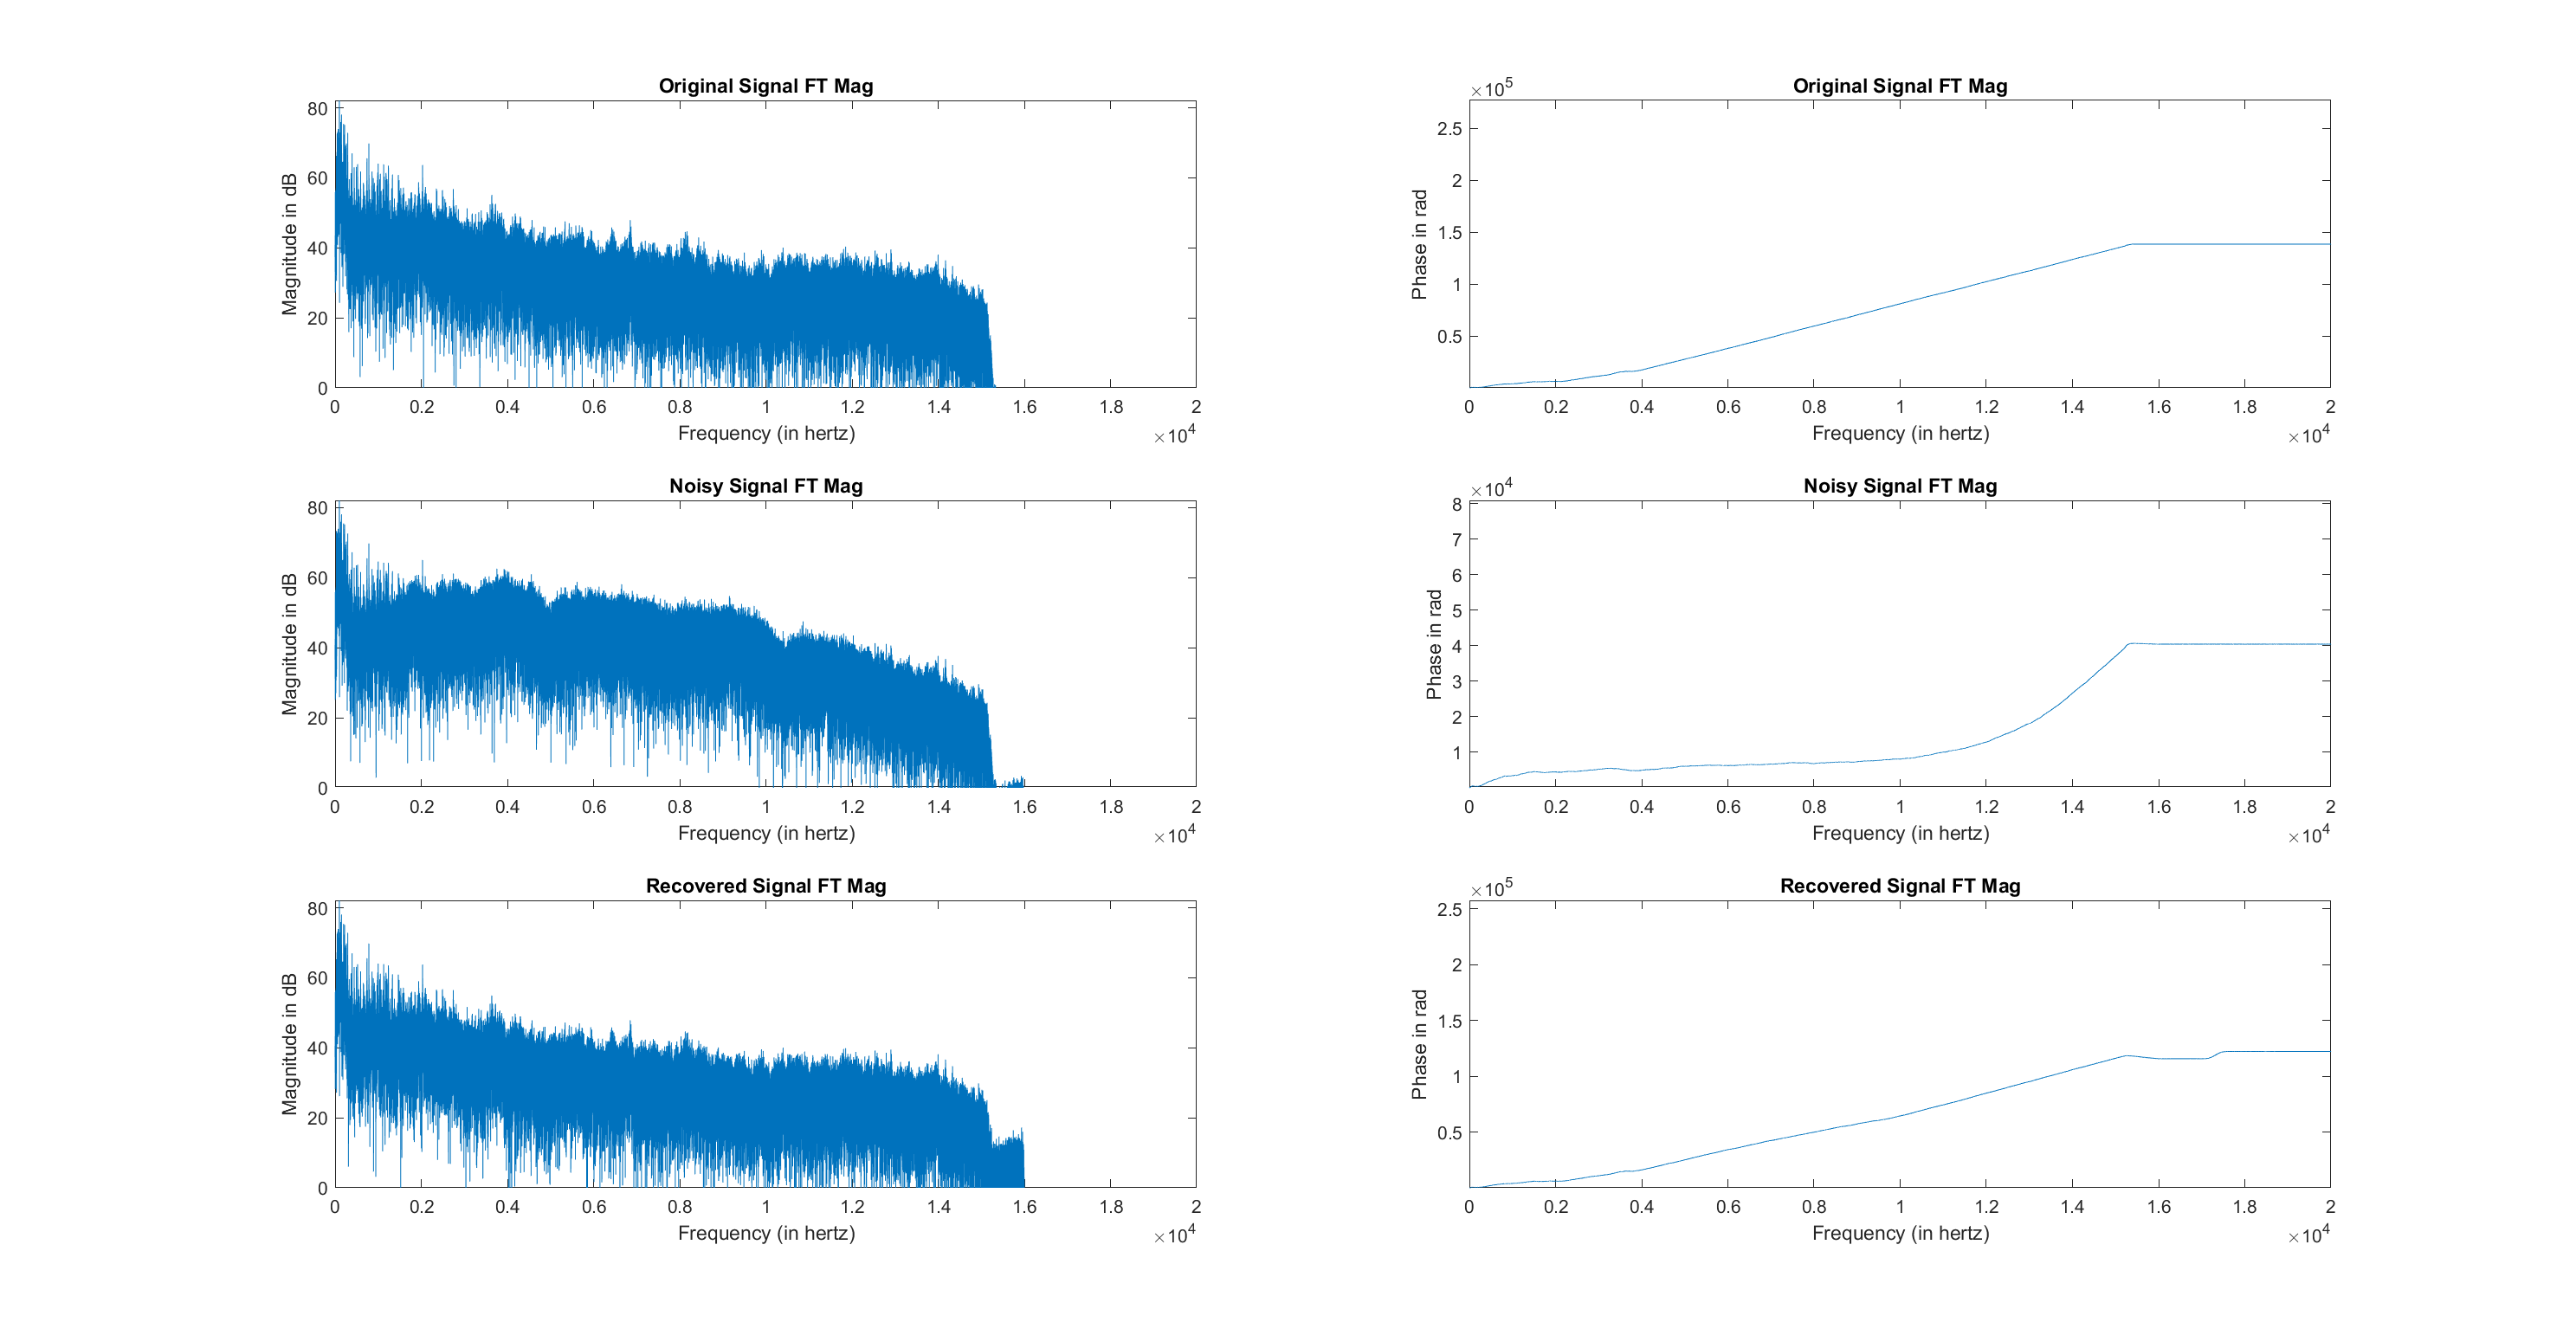 Original Signal FT Mag
Magnitude in dB
80
60
40
20
0
0 0.2 0.4 0.6 0.8 1 1.2 1.4 1.6 1.8 2
Frequency (in hertz)
×10^4
Original Signal FT Mag
×10^5
Phase in rad
2.5
2
1.5
1
0.5
0 0.2 0.4 0.6 0.8 1 1.2 1.4 1.6 1.8 2
Frequency (in hertz)
×10^4
Noisy Signal FT Mag
Magnitude in dB
80
60
40
20
0
0 0.2 0.4 0.6 0.8 1 1.2 1.4 1.6 1.8 2
Frequency (in hertz)
×10^4
Noisy Signal FT Mag
×10^4
Phase in rad
8
7
6
5
4
3
2
1
0 0.2 0.4 0.6 0.8 1 1.2 1.4 1.6 1.8 2
Frequency (in hertz)
×10^4
Recovered Signal FT Mag
Magnitude in dB
80
60
40
20
0
0 0.2 0.4 0.6 0.8 1 1.2 1.4 1.6 1.8 2
Frequency (in hertz)
×10^4
Recovered Signal FT Mag
×10^5
Phase in rad
2.5
2
1.5
1
0.5
0 0.2 0.4 0.6 0.8 1 1.2 1.4 1.6 1.8 2
Frequency (in hertz)
×10^4